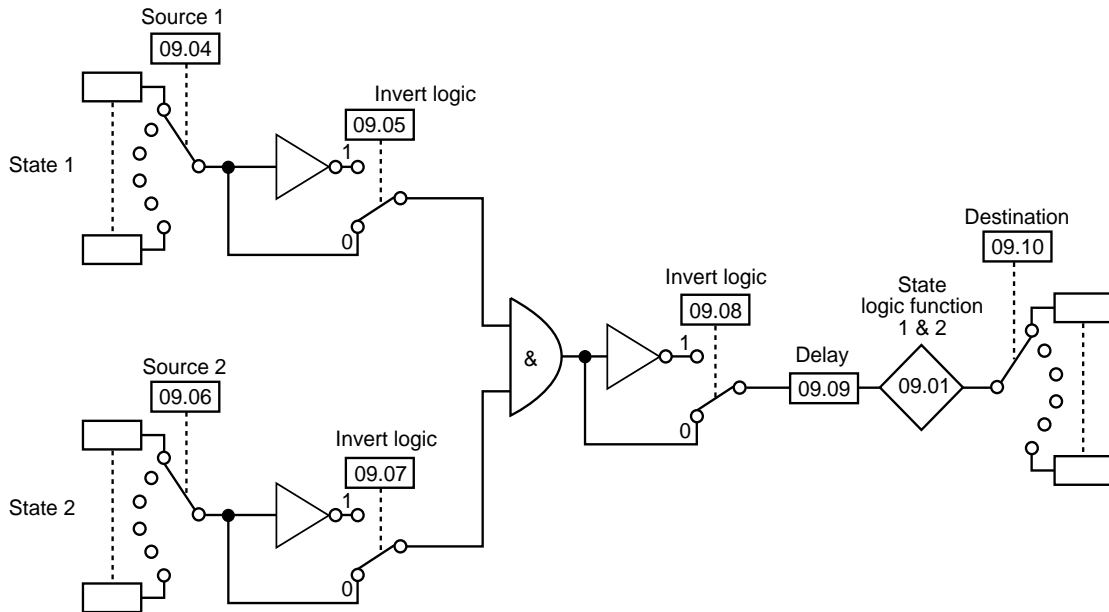 Source 1
09.04
Invert logic
09.05
State 1
1
0
Destination
09.10
Invert logic
09.08
State
logic function
1 & 2
&
1
Delay
09.09
09.01
0
Source 2
09.06
Invert logic
09.07
State 2
1
0